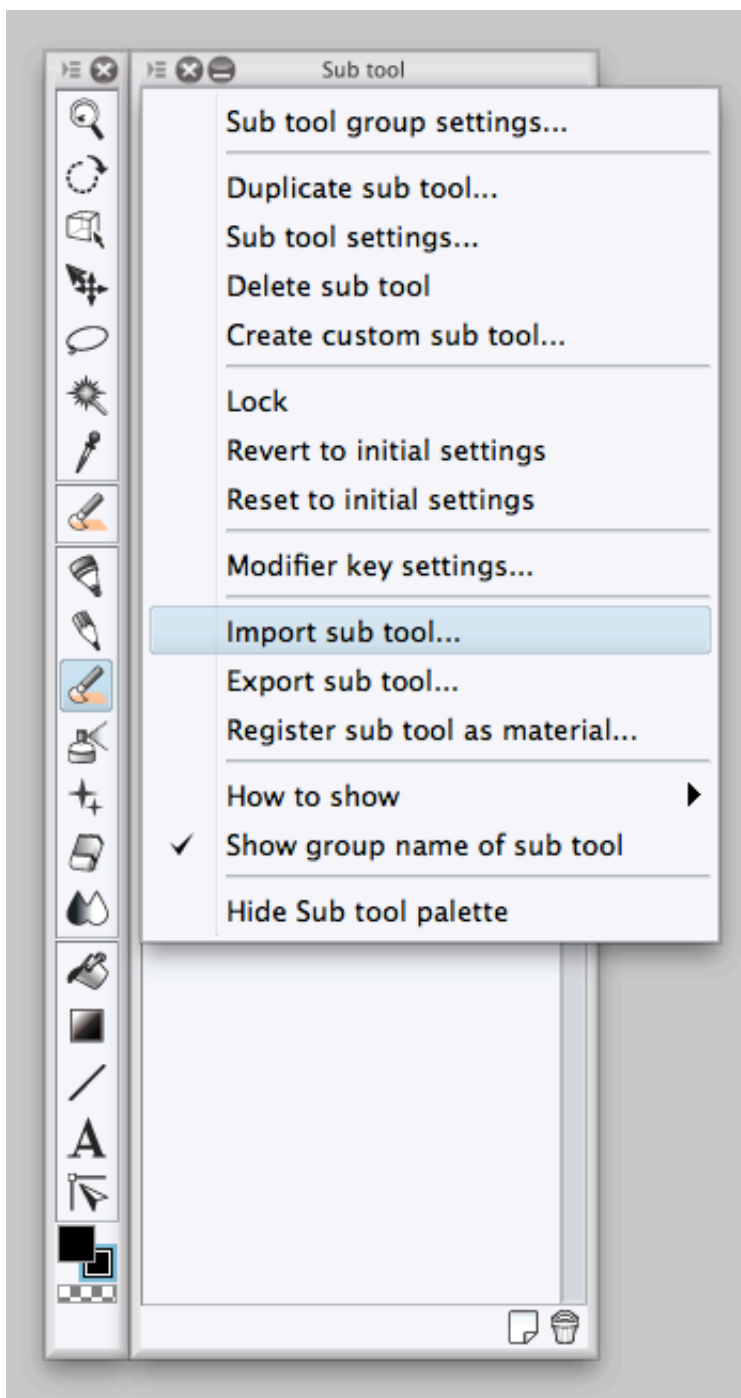 Sub tool
Sub tool group settings...
Duplicate sub tool...
Sub tool settings...
Delete sub tool
Create custom sub tool...
Lock
Revert to initial settings
Reset to initial settings
Modifier key settings...
Import sub tool...
Export sub tool...
Register sub tool as material...
How to show
Show group name of sub tool
Hide Sub tool palette
A